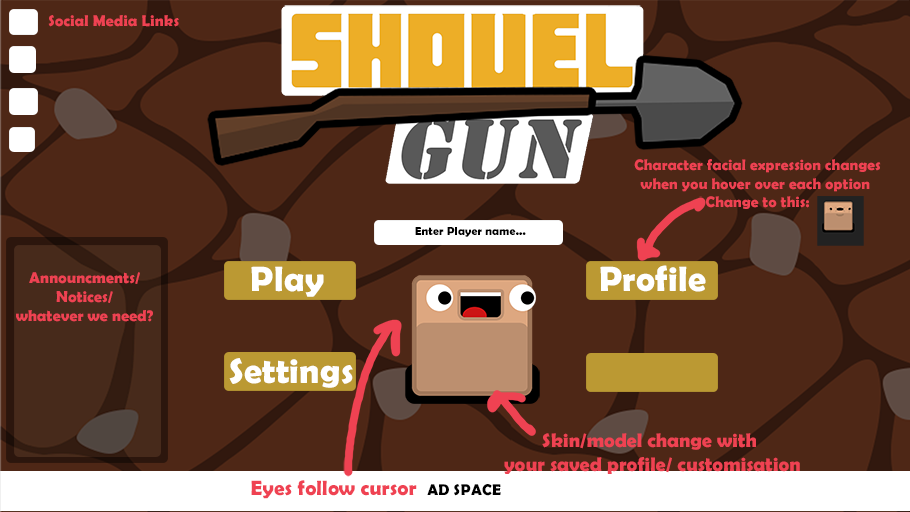 Social Media Links
SHOVEL
GUN
Character facial expression changes
when you hover over each option
Change to this:
Enter Player name...
Announcments/
Notices/
whatever we need?
Play
Profile
Settings
Skin/model change with
your saved profile/ customisation
Eyes follow cursor
AD SPACE